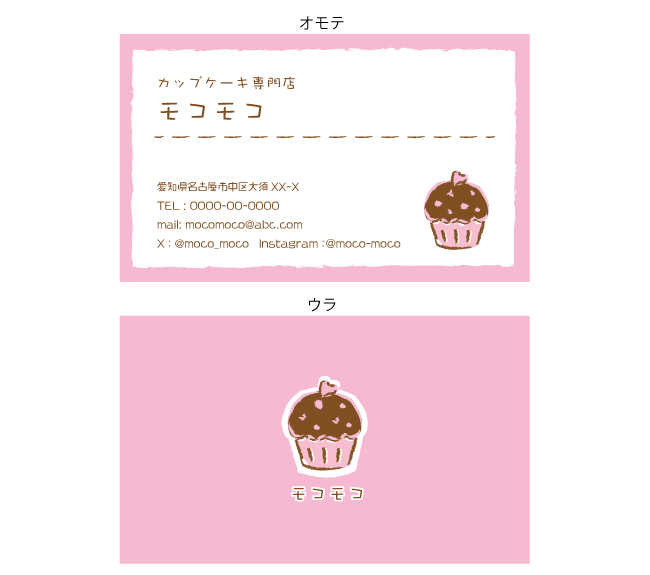 オモテ
カップケーキ専門店
モコモコ
愛知県名古屋市中区大須 XX-X
TEL : 0000-00-0000
mail: mocomoco@abc.com
X : @moco_moco Instagram :@moco-moco
ウラ
モコモコ